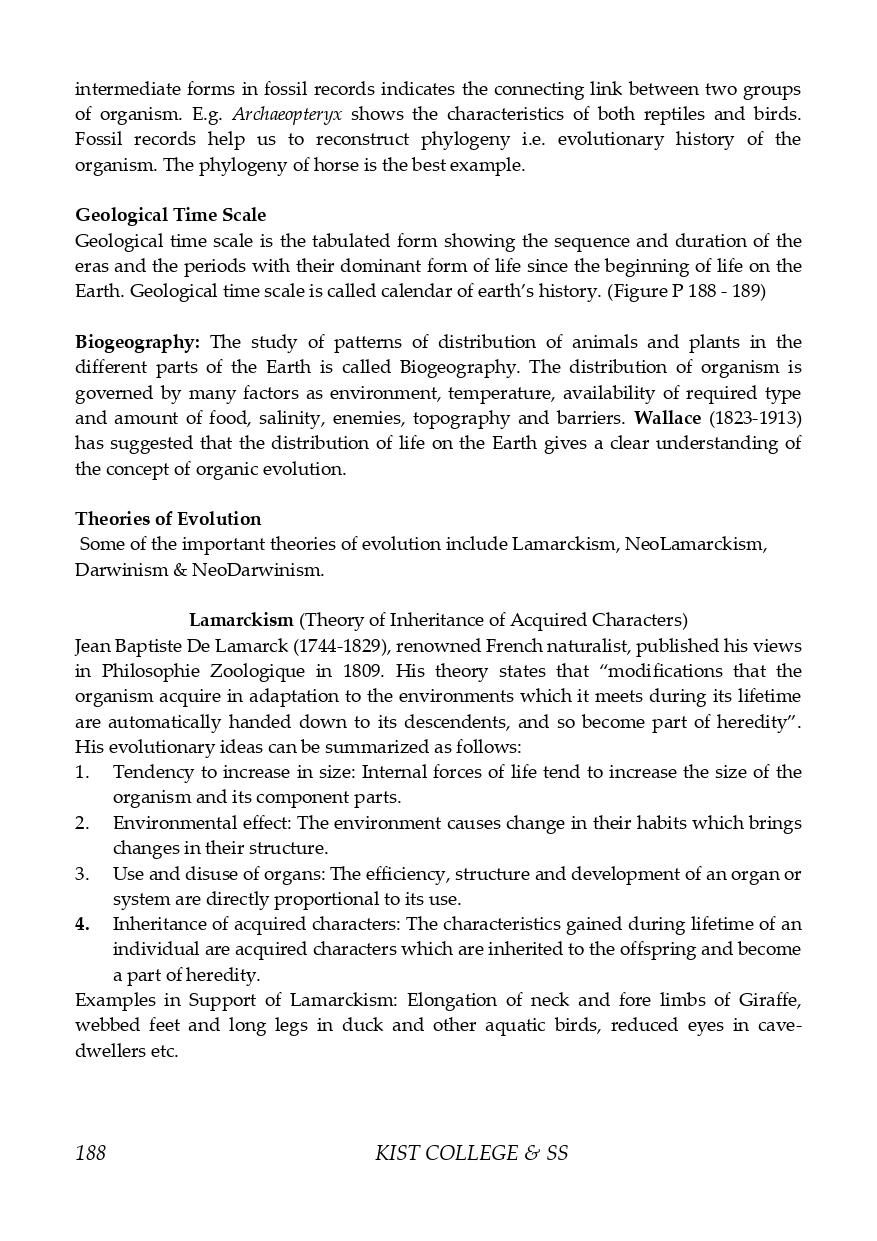 intermediate forms in fossil records indicates the connecting link between two groups
of organism. E.g. Archaeopteryx shows the characteristics of both reptiles and birds.
Fossil records help us to reconstruct phylogeny i.e. evolutionary history of the
organism. The phylogeny of horse is the best example.
Geological Time Scale
Geological time scale is the tabulated form showing the sequence and duration of the
eras and the periods with their dominant form of life since the beginning of life on the
Earth. Geological time scale is called calendar of earth’s history. (Figure P 188 - 189)
Biogeography: The study of patterns of distribution of animals and plants in the
different parts of the Earth is called Biogeography. The distribution of organism is
governed by many factors as environment, temperature, availability of required type
and amount of food, salinity, enemies, topography and barriers. Wallace (1823-1913)
has suggested that the distribution of life on the Earth gives a clear understanding of
the concept of organic evolution.
Theories of Evolution
Some of the important theories of evolution include Lamarckism, NeoLamarckism,
Darwinism & NeoDarwinism.
Lamarckism (Theory of Inheritance of Acquired Characters)
Jean Baptiste De Lamarck (1744-1829), renowned French naturalist, published his views
in Philosophie Zoologique in 1809. His theory states that “modifications that the
organism acquire in adaptation to the environments which it meets during its lifetime
are automatically handed down to its descendents, and so become part of heredity”.
His evolutionary ideas can be summarized as follows:
1. Tendency to increase in size: Internal forces of life tend to increase the size of the
organism and its component parts.
2. Environmental effect: The environment causes change in their habits which brings
changes in their structure.
3. Use and disuse of organs: The efficiency, structure and development of an organ or
system are directly proportional to its use.
4. Inheritance of acquired characters: The characteristics gained during lifetime of an
individual are acquired characters which are inherited to the offspring and become
a part of heredity.
Examples in Support of Lamarckism: Elongation of neck and fore limbs of Giraffe,
webbed feet and long legs in duck and other aquatic birds, reduced eyes in cave-
dwellers etc.
188 KIST COLLEGE & SS